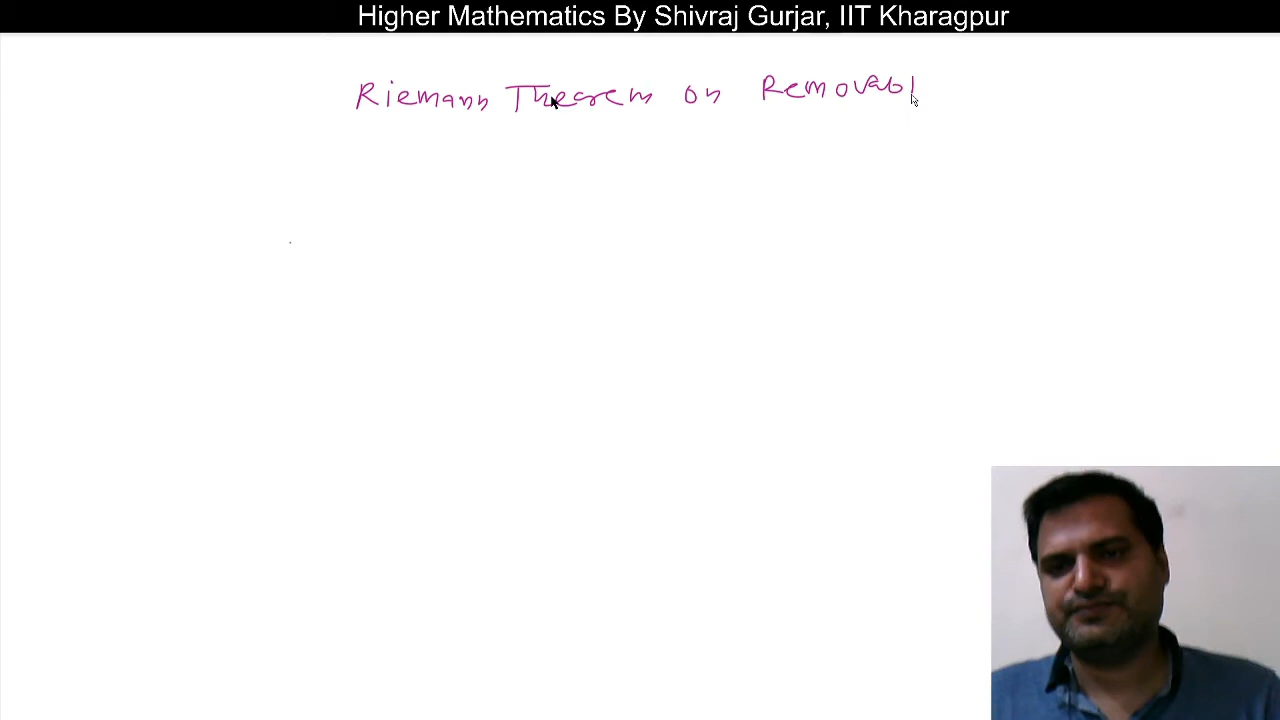 Higher Mathematics By Shivraj Gurjar, IIT Kharagpur
Riemann Theorem on Removabl